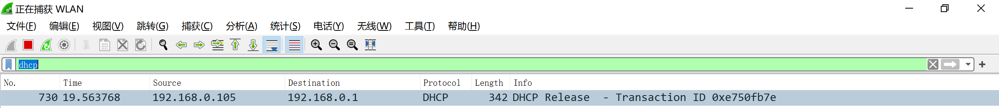 正在捕获 WLAN
文件(F) 编辑(E) 视图(V) 跳转(G) 捕获(C) 分析(A) 统计(S) 电话(Y) 无线(W) 工具(T) 帮助(H)
dhcp
No. Time Source Destination Protocol Length Info
730 19.563768 192.168.0.105 192.168.0.1 DHCP 342 DHCP Release - Transaction ID 0xe750fb7e